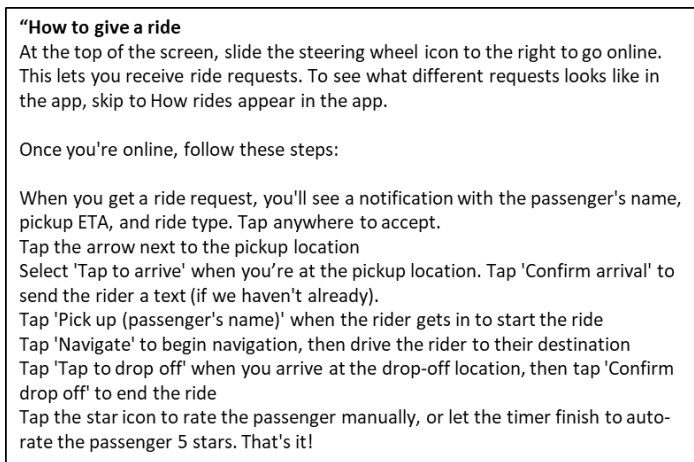 “How to give a ride
At the top of the screen, slide the steering wheel icon to the right to go online.
This lets you receive ride requests. To see what different requests looks like in
the app, skip to How rides appear in the app.
Once you're online, follow these steps:
When you get a ride request, you'll see a notification with the passenger's name,
pickup ETA, and ride type. Tap anywhere to accept.
Tap the arrow next to the pickup location
Select 'Tap to arrive' when you’re at the pickup location. Tap 'Confirm arrival' to
send the rider a text (if we haven't already).
Tap 'Pick up (passenger's name)' when the rider gets in to start the ride
Tap 'Navigate' to begin navigation, then drive the rider to their destination
Tap 'Tap to drop off' when you arrive at the drop-off location, then tap 'Confirm
drop off' to end the ride
Tap the star icon to rate the passenger manually, or let the timer finish to auto-
rate the passenger 5 stars. That's it!